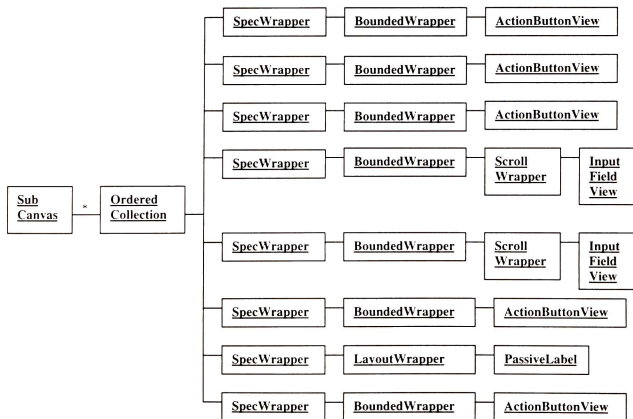 SpecWrapper BoundedWrapper ActionButtonView
SpecWrapper BoundedWrapper ActionButtonView
SpecWrapper BoundedWrapper ActionButtonView
SpecWrapper BoundedWrapper Scroll Wrapper Input Field View
Sub Canvas * Ordered Collection
SpecWrapper BoundedWrapper Scroll Wrapper Input Field View
SpecWrapper BoundedWrapper ActionButtonView
SpecWrapper LayoutWrapper PassiveLabel
SpecWrapper BoundedWrapper ActionButtonView